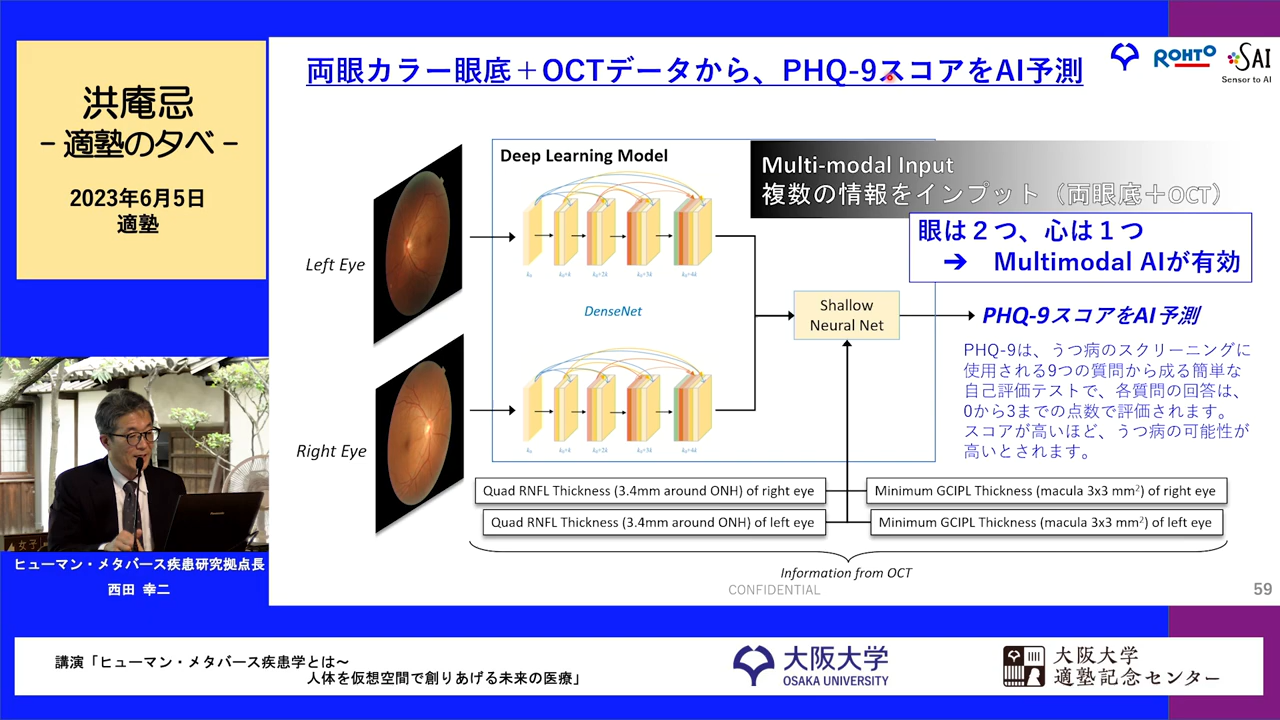 洪庵忌
- 適塾の夕べ -
2023年6月5日
適塾
両眼カラー眼底＋OCTデータから、PHQ-9スコアをAI予測
ROHTO
SAI
Sensor to AI
Deep Learning Model
Multi-modal Input
複数の情報をインプット（両眼底＋OCT）
眼は２つ、心は１つ
➔ Multimodal AIが有効
Left Eye
DenseNet
Shallow
Neural Net
PHQ-9スコアをAI予測
PHQ-9は、うつ病のスクリーニングに
使用される9つの質問から成る簡単な
自己評価テストで、各質問の回答は、
0から3までの点数で評価されます。
スコアが高いほど、うつ病の可能性が
高いとされます。
Right Eye
Quad RNFL Thickness (3.4mm around ONH) of right eye
Minimum GCIPL Thickness (macula 3x3 mm²) of right eye
Quad RNFL Thickness (3.4mm around ONH) of left eye
Minimum GCIPL Thickness (macula 3x3 mm²) of left eye
Information from OCT
CONFIDENTIAL
59
Panasonic
女子
ヒューマン・メタバース疾患研究拠点長
西田 幸二
講演「ヒューマン・メタバース疾患学とは～
人体を仮想空間で創りあげる未来の医療」
大阪大学
OSAKA UNIVERSITY
大阪大学
適塾記念センター